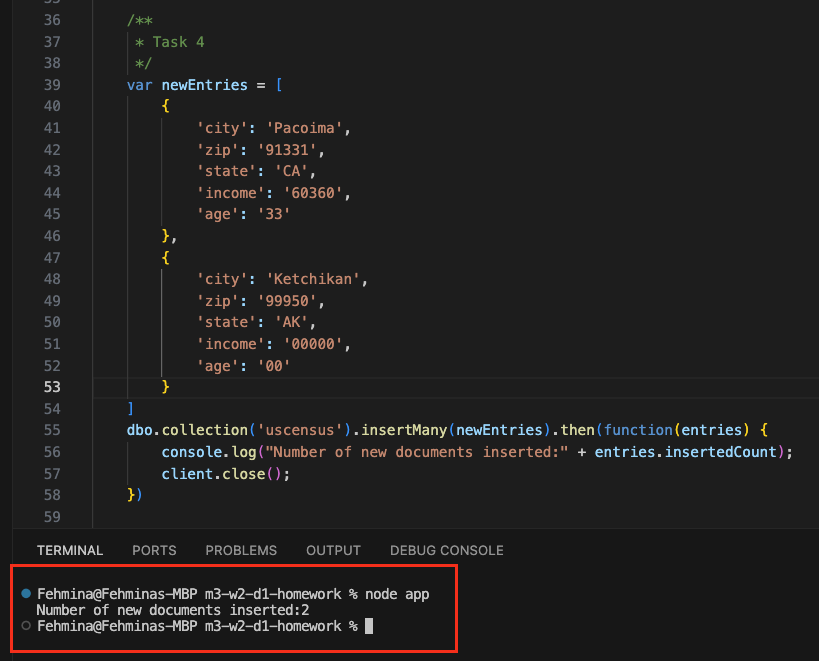 36 /**
37 * Task 4
38 */
39 var newEntries = [
40 {
41 'city': 'Pacoima',
42 'zip': '91331',
43 'state': 'CA',
44 'income': '60360',
45 'age': '33'
46 },
47 {
48 'city': 'Ketchikan',
49 'zip': '99950',
50 'state': 'AK',
51 'income': '00000',
52 'age': '00'
53 }
54 ]
55 dbo.collection('uscensus').insertMany(newEntries).then(function(entries) {
56 console.log("Number of new documents inserted:" + entries.insertedCount);
57 client.close();
58 })
59
TERMINAL PORTS PROBLEMS OUTPUT DEBUG CONSOLE
Fehmina@Fehminas-MBP m3-w2-d1-homework % node app
Number of new documents inserted:2
Fehmina@Fehminas-MBP m3-w2-d1-homework %